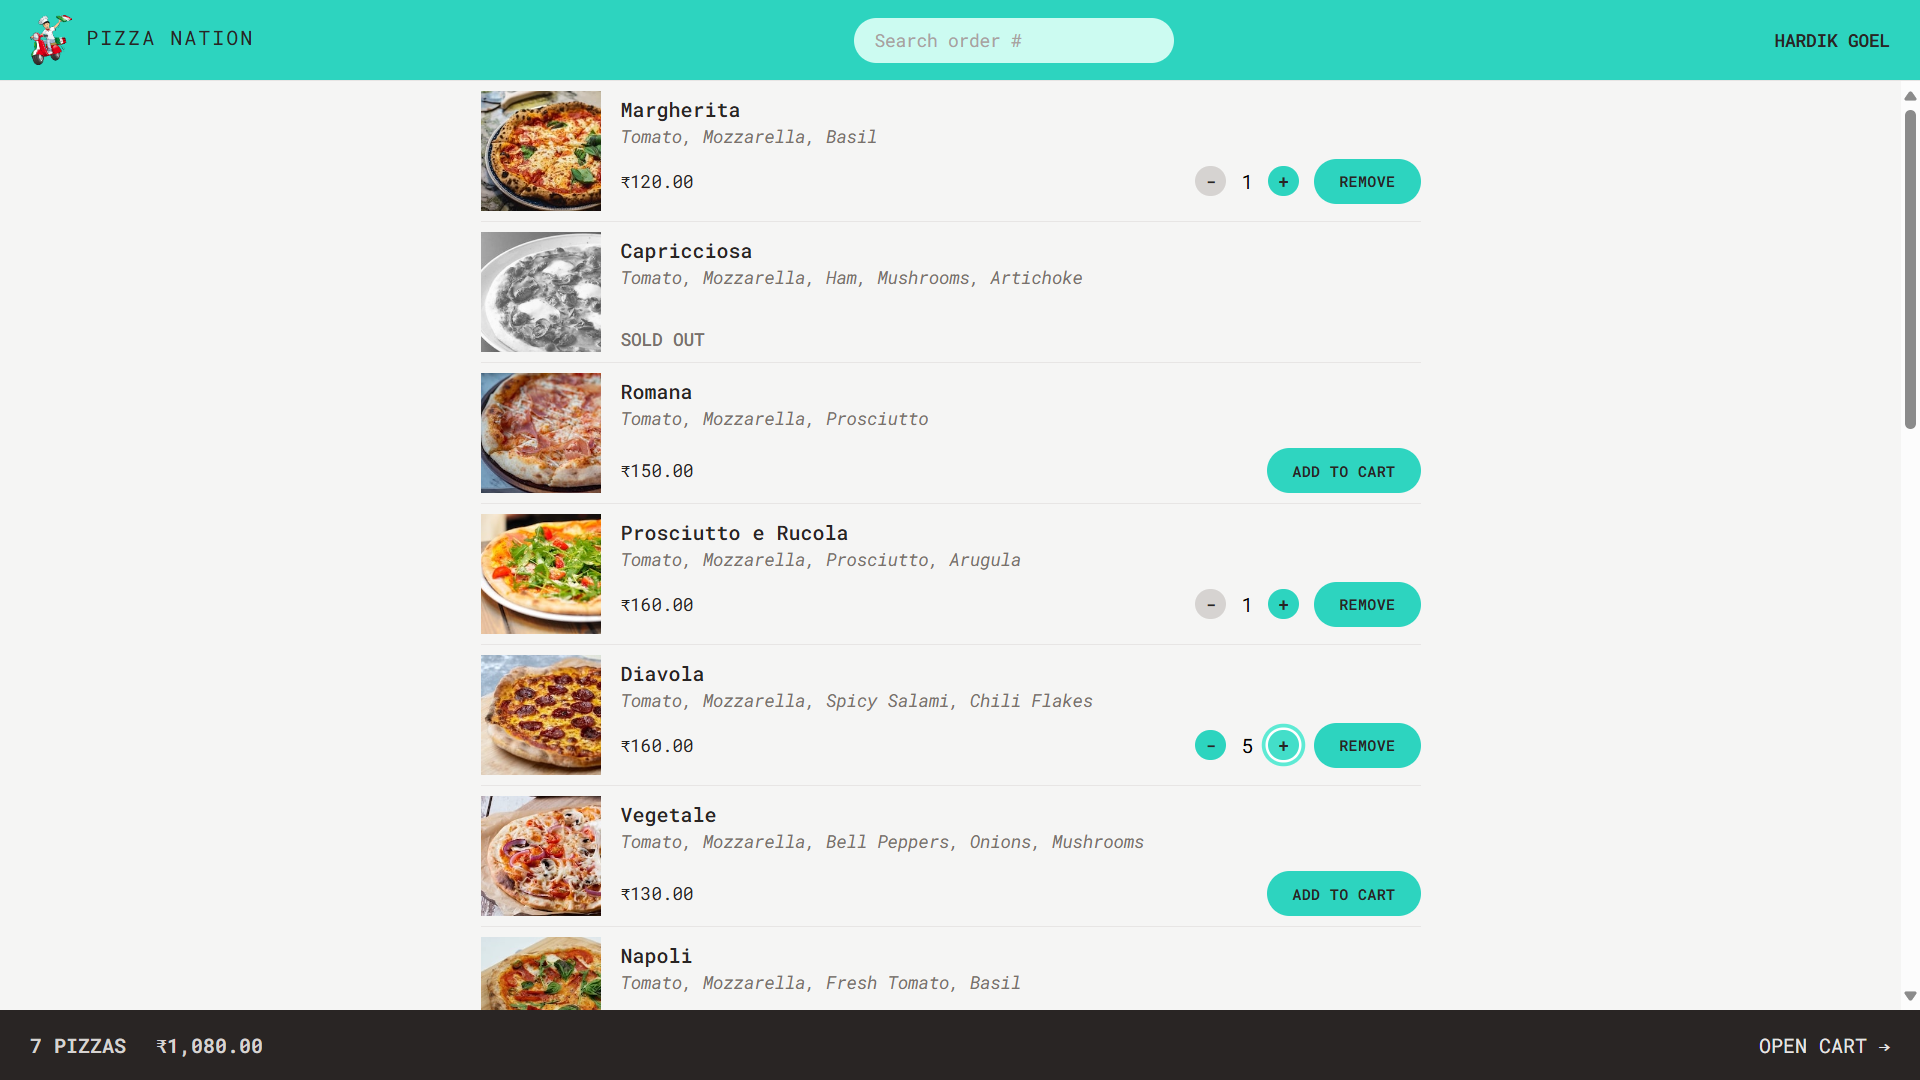 PIZZA NATION
Search order #
HARDIK GOEL
Margherita
Tomato, Mozzarella, Basil
₹120.00
- 1 + REMOVE
Capricciosa
Tomato, Mozzarella, Ham, Mushrooms, Artichoke
SOLD OUT
Romana
Tomato, Mozzarella, Prosciutto
₹150.00
ADD TO CART
Prosciutto e Rucola
Tomato, Mozzarella, Prosciutto, Arugula
₹160.00
- 1 + REMOVE
Diavola
Tomato, Mozzarella, Spicy Salami, Chili Flakes
₹160.00
- 5 + REMOVE
Vegetale
Tomato, Mozzarella, Bell Peppers, Onions, Mushrooms
₹130.00
ADD TO CART
Napoli
Tomato, Mozzarella, Fresh Tomato, Basil
7 PIZZAS ₹1,080.00
OPEN CART →